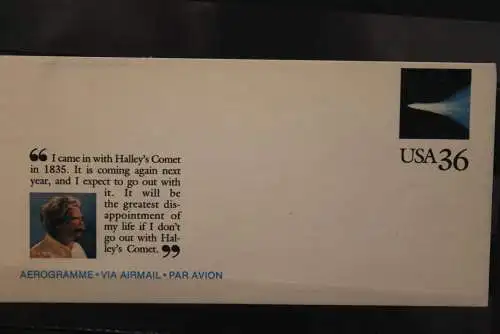 USA 36
“ I came in with Halley's Comet
in 1835. It is coming again next
year, and I expect to go out with
it. It will be
the greatest dis-
appointment of
my life if I don't
go out with Hal-
ley's Comet. ”
AEROGRAMME • VIA AIRMAIL • PAR AVION